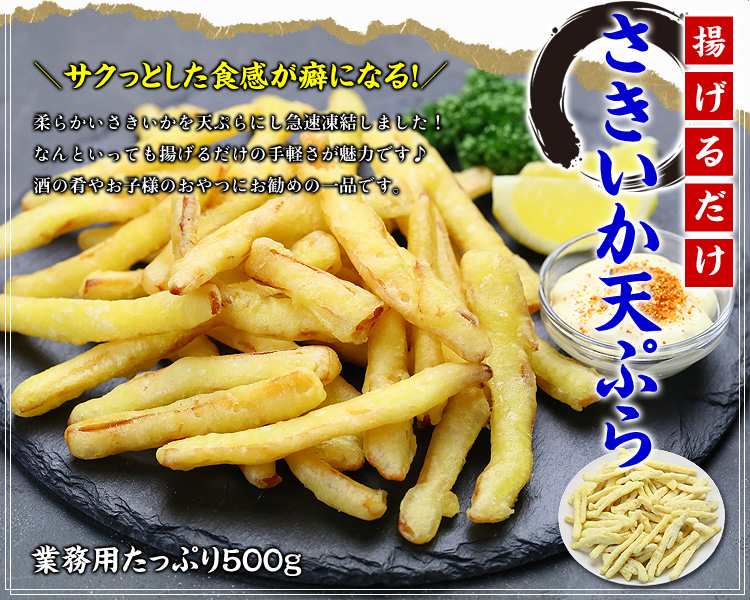 揚げるだけ
さきいか天ぷら
＼サクっとした食感が癖になる!／
柔らかいさきいかを天ぷらにし急速凍結しました！
なんといっても揚げるだけの手軽さが魅力です♪
酒の肴やお子様のおやつにお勧めの一品です。
業務用たっぷり500g